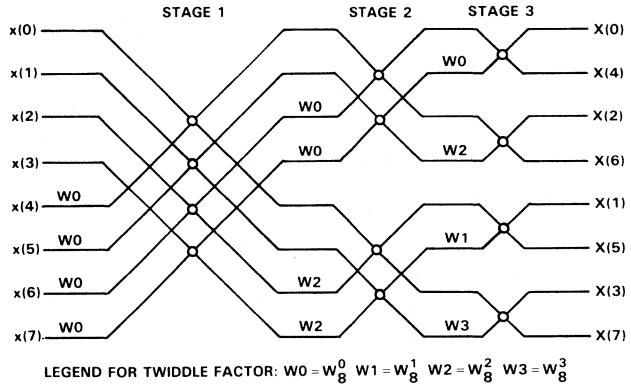 STAGE 1 STAGE 2 STAGE 3
x(0) X(0)
x(1) W0 X(4)
x(2) W0 X(2)
x(3) W0 W2 X(6)
x(4) W0 X(1)
x(5) W0 W1 X(5)
x(6) W0 W2 X(3)
x(7) W0 W2 W3 X(7)
LEGEND FOR TWIDDLE FACTOR: W0 = W₈⁰ W1 = W₈¹ W2 = W₈² W3 = W₈³